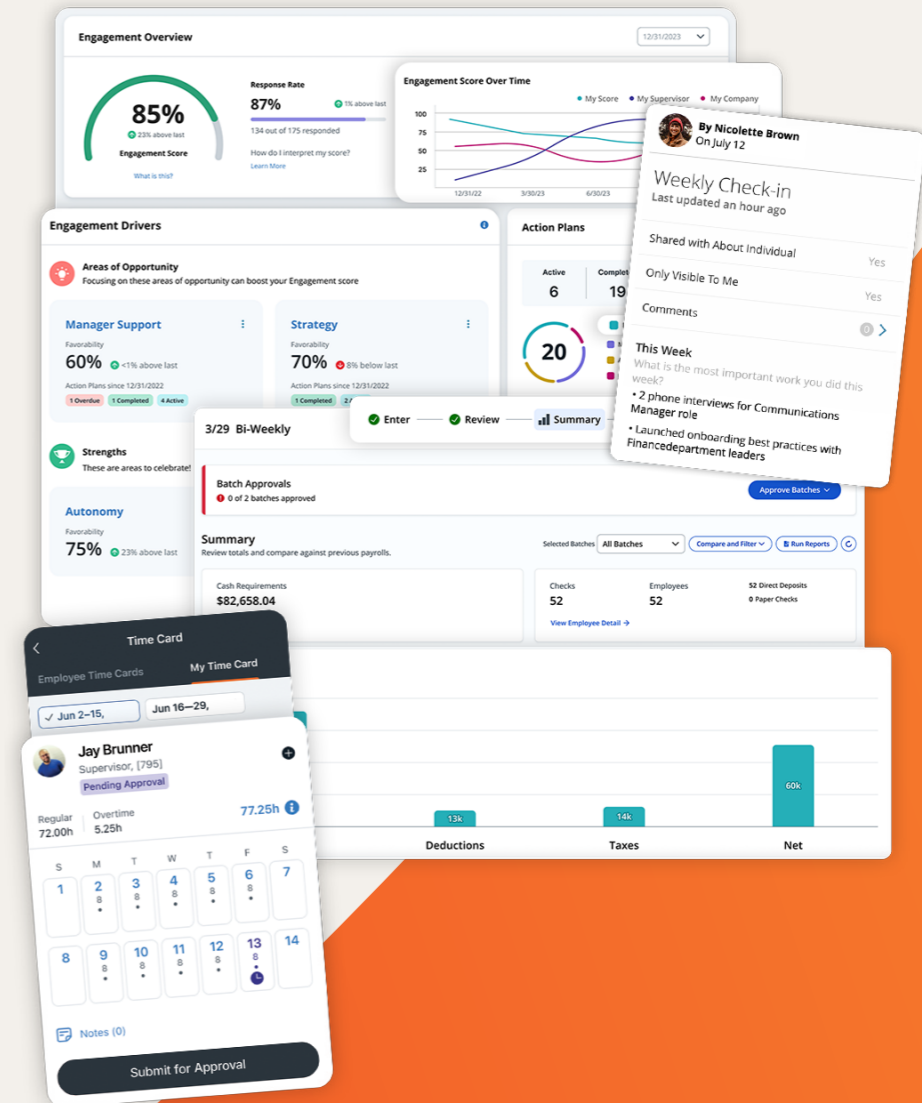 Engagement Overview
12/31/2023
85%
23% above last
Engagement Score
What is this?
Response Rate
87%
1% above last
134 out of 175 responded
How do I interpret my score?
Learn More
Engagement Score Over Time
My Score My Supervisor My Company
100
75
50
25
12/31/22 3/30/23 6/30/23
By Nicolette Brown
On July 12
Weekly Check-in
Last updated an hour ago
Shared with About Individual Yes
Only Visible To Me Yes
Comments 0
This Week
What is the most important work you did this
week?
• 2 phone interviews for Communications
Manager role
• Launched onboarding best practices with
Financedepartment leaders
Engagement Drivers
Areas of Opportunity
Focusing on these areas of opportunity can boost your Engagement score
Manager Support
Favorability
60% <1% above last
Action Plans since 12/31/2022
1 Overdue 1 Completed 4 Active
Strategy
Favorability
70% 8% below last
Action Plans since 12/31/2022
1 Completed
Strengths
These are areas to celebrate!
Autonomy
Favorability
75% 23% above last
Action Plans
Active
6
19
20
Enter Review Summary
3/29 Bi-Weekly
Batch Approvals
0 of 2 batches approved
Approve Batches
Summary
Review totals and compare against previous payrolls.
Selected Batches All Batches Compare and Filter Run Reports
Cash Requirements
$82,658.04
Checks
52
Employees
52
52 Direct Deposits
0 Paper Checks
View Employee Detail →
13k
14k
60k
Deductions Taxes Net
Time Card
Employee Time Cards My Time Card
Jun 2–15, Jun 16—29,
Jay Brunner
Supervisor, [795]
Pending Approval
Regular
72.00h
Overtime
5.25h
77.25h
S M T W T F S
1 2 3 4 5 6 7
8 8 8 8 8
8 9 10 11 12 13 14
8 8 8 8 8
Notes (0)
Submit for Approval